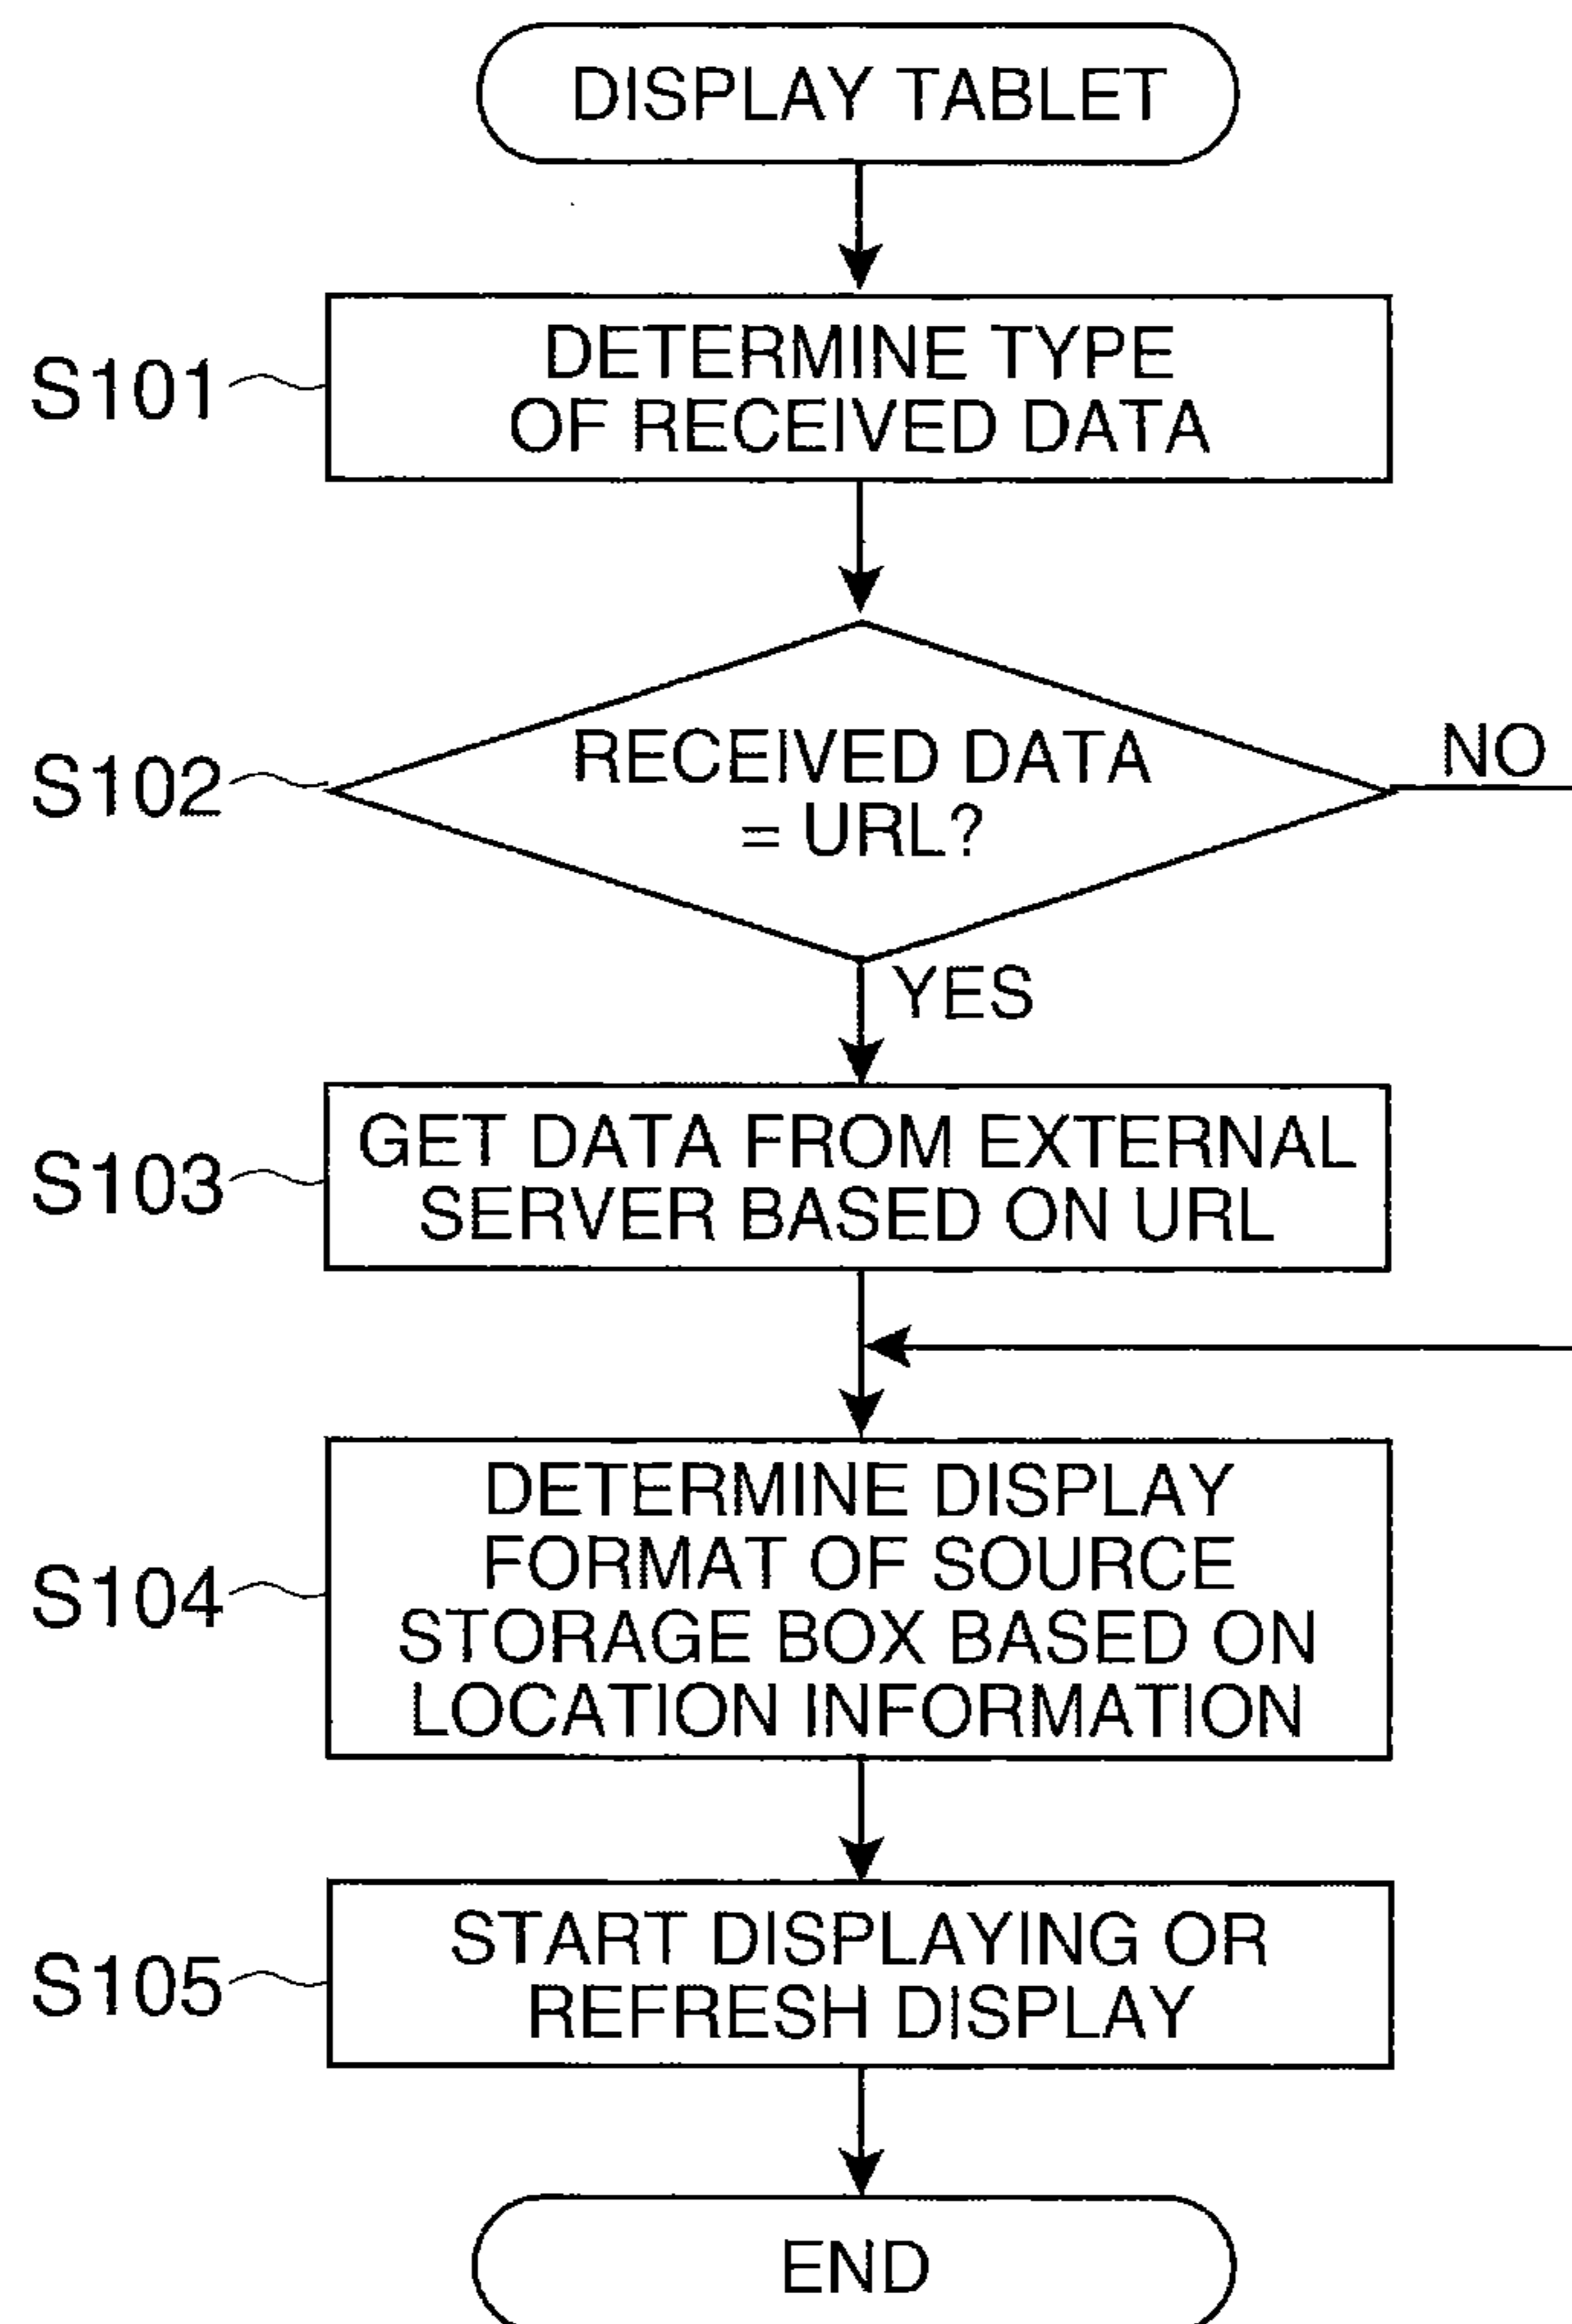 DISPLAY TABLET
S101
DETERMINE TYPE
OF RECEIVED DATA
S102
RECEIVED DATA
= URL?
NO
YES
S103
GET DATA FROM EXTERNAL
SERVER BASED ON URL
S104
DETERMINE DISPLAY
FORMAT OF SOURCE
STORAGE BOX BASED ON
LOCATION INFORMATION
S105
START DISPLAYING OR
REFRESH DISPLAY
END